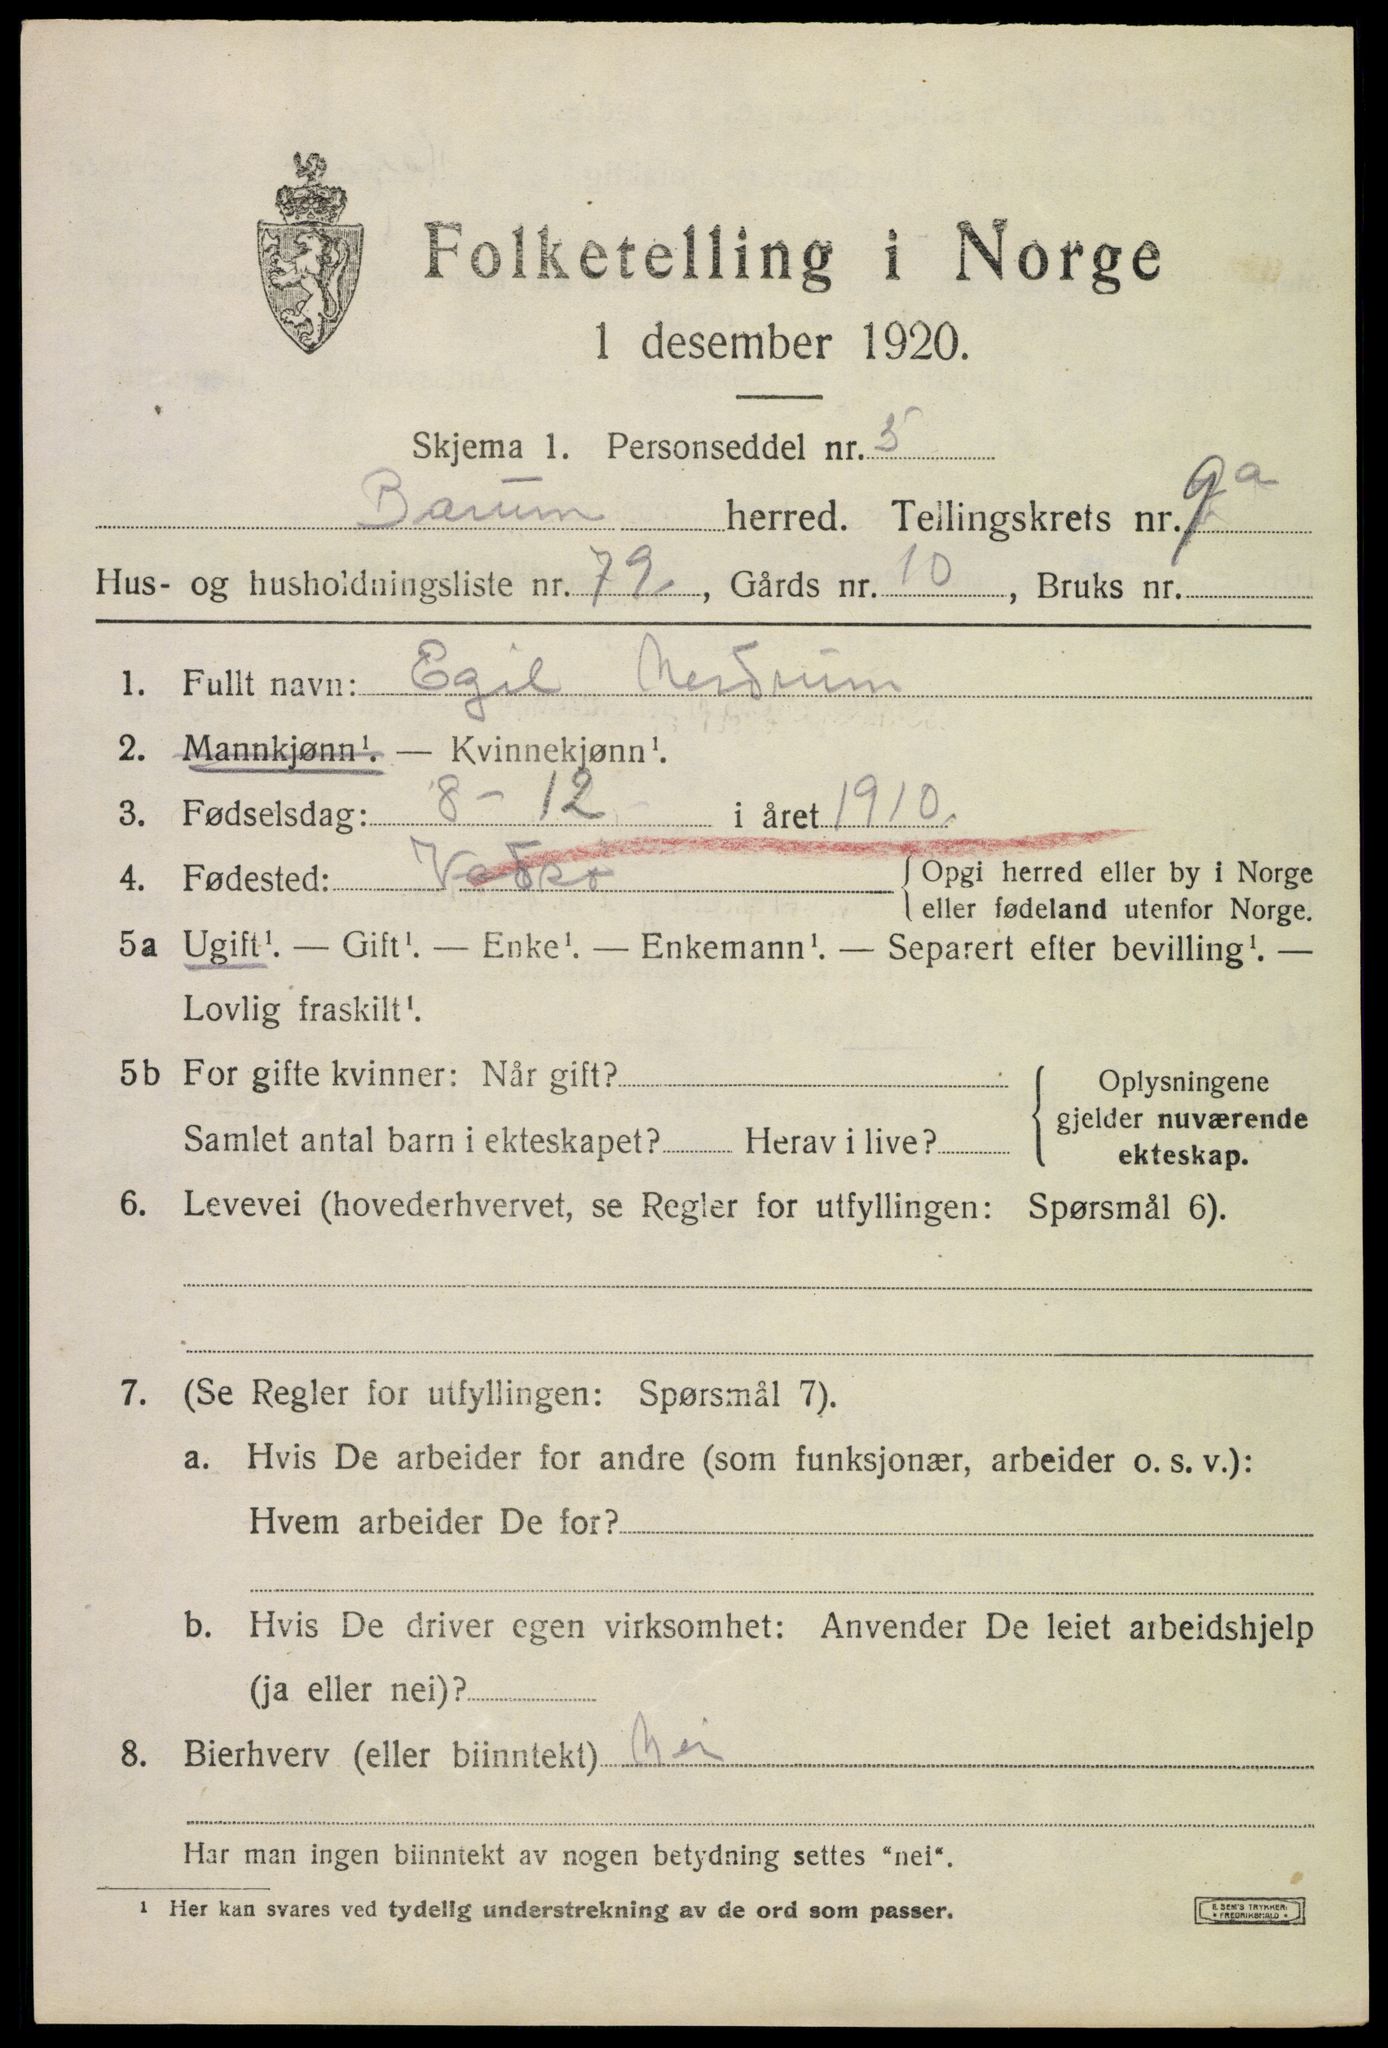 Folketelling i Norge
1 desember 1920.
Skjema 1. Personseddel nr. 5
Bærum herred. Tellingskrets nr. 9a
Hus- og husholdningsliste nr. 79, Gårds nr. 10, Bruks nr.
1. Fullt navn: Egil Nerdrum
2. Mannkjønn¹. — Kvinnekjønn¹.
3. Fødselsdag: 8 - 12 i året 1910.
4. Fødested: {Opgi herred eller by i Norge
eller fødeland utenfor Norge.
5a Ugift¹. — Gift¹. — Enke¹. — Enkemann¹. — Separert efter bevilling¹. —
Lovlig fraskilt¹.
5b For gifte kvinner: Når gift?
Samlet antal barn i ekteskapet? Herav i live?
{Oplysningene
gjelder nuværende
ekteskap.
6. Levevei (hovederhvervet, se Regler for utfyllingen: Spørsmål 6).
7. (Se Regler for utfyllingen: Spørsmål 7).
a. Hvis De arbeider for andre (som funksjonær, arbeider o. s. v.):
Hvem arbeider De for?
b. Hvis De driver egen virksomhet: Anvender De leiet arbeidshjelp
(ja eller nei)?
8. Bierhverv (eller biinntekt) Nei
Har man ingen biinntekt av nogen betydning settes "nei".
¹ Her kan svares ved tydelig understrekning av de ord som passer.
E. SEM'S TRYKKERI
* FREDRIKSHALD *